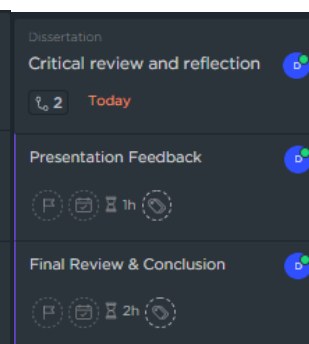 Dissertation
Critical review and reflection
D
2 Today
Presentation Feedback
D
1h
Final Review & Conclusion
D
2h